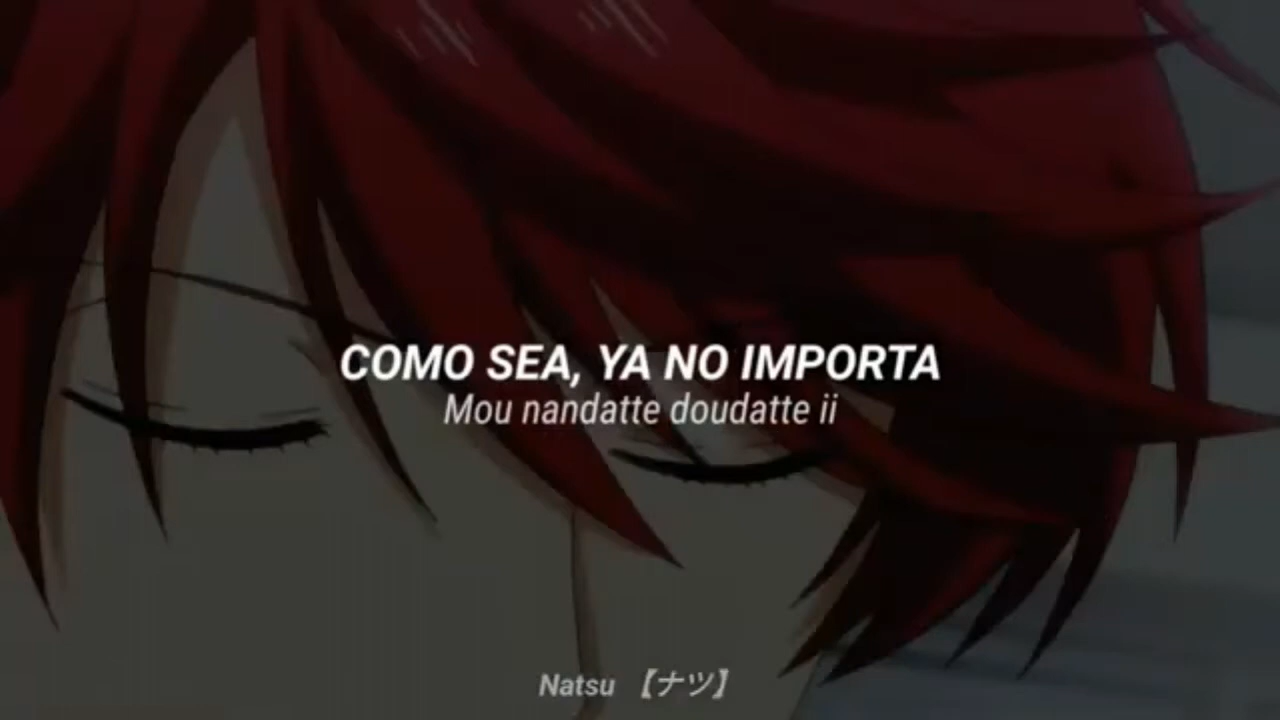 COMO SEA, YA NO IMPORTA
Mou nandatte doudatte ii
Natsu 【ナツ】